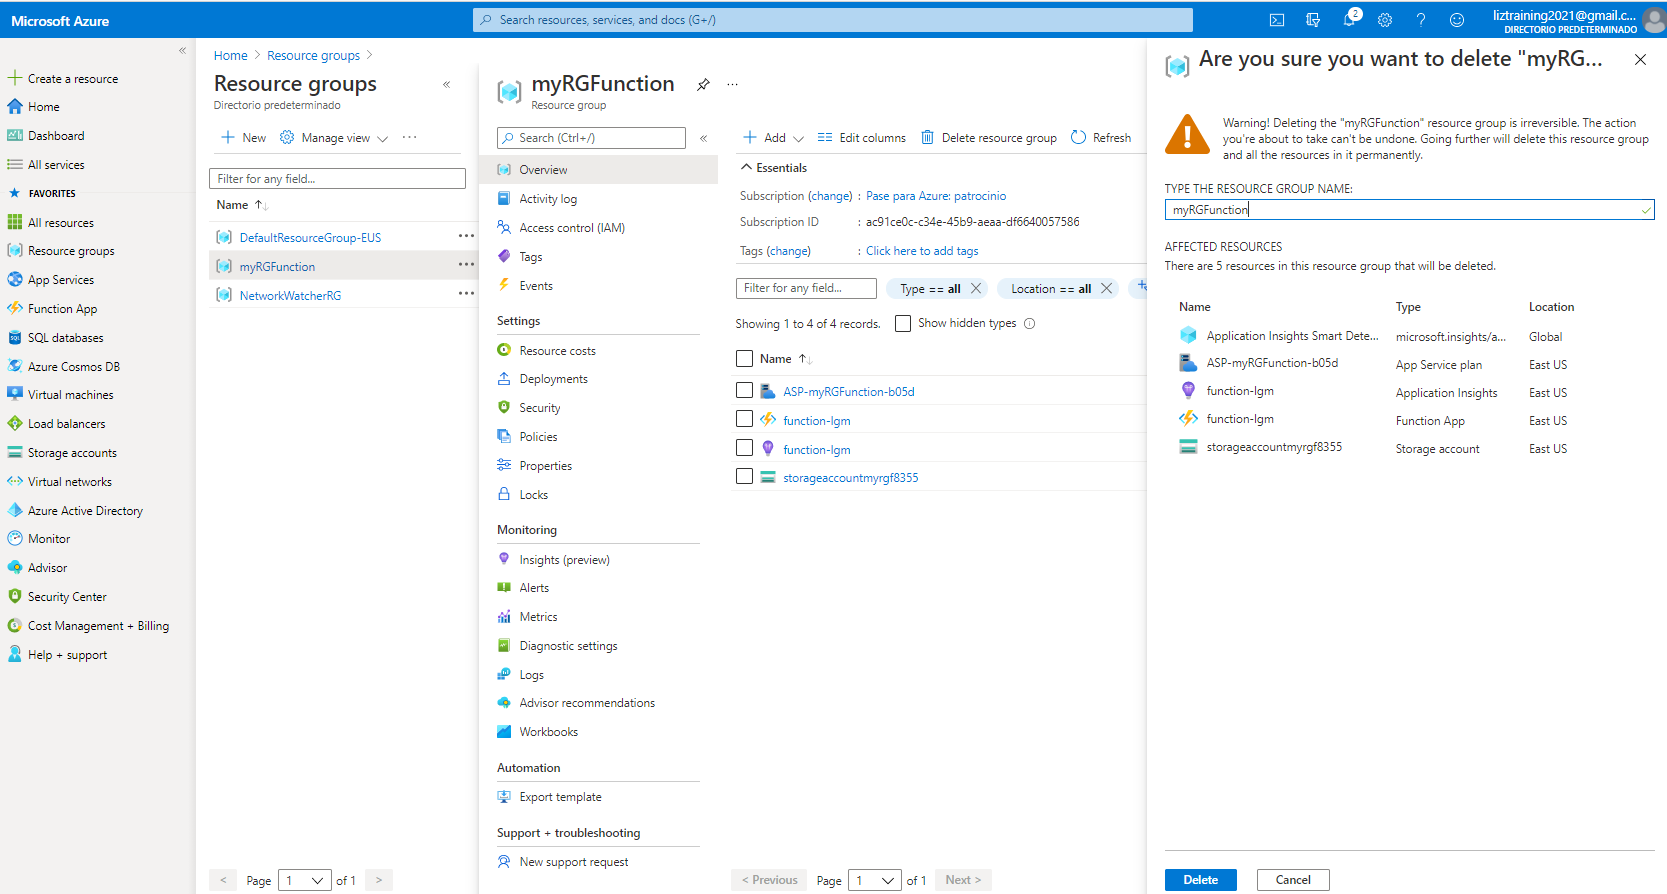 Microsoft Azure
Search resources, services, and docs (G+/)
2
liztraining2021@gmail.c...
DIRECTORIO PREDETERMINADO
Create a resource
Home
Dashboard
All services
FAVORITES
All resources
Resource groups
App Services
Function App
SQL databases
Azure Cosmos DB
Virtual machines
Load balancers
Storage accounts
Virtual networks
Azure Active Directory
Monitor
Advisor
Security Center
Cost Management + Billing
Help + support
Home > Resource groups >
Resource groups
Directorio predeterminado
New Manage view ...
Filter for any field...
Name ↑↓
DefaultResourceGroup-EUS ...
myRGFunction ...
NetworkWatcherRG ...
< Page 1 of 1 >
myRGFunction ...
Resource group
Search (Ctrl+/)
Overview
Activity log
Access control (IAM)
Tags
Events
Settings
Resource costs
Deployments
Security
Policies
Properties
Locks
Monitoring
Insights (preview)
Alerts
Metrics
Diagnostic settings
Logs
Advisor recommendations
Workbooks
Automation
Export template
Support + troubleshooting
New support request
Add Edit columns Delete resource group Refresh
Essentials
Subscription (change) : Pase para Azure: patrocinio
Subscription ID : ac91ce0c-c34e-45b9-aeaa-df6640057586
Tags (change) : Click here to add tags
Filter for any field... Type == all Location == all
Showing 1 to 4 of 4 records. Show hidden types
Name ↑↓
ASP-myRGFunction-b05d
function-lgm
function-lgm
storageaccountmyrgf8355
< Previous Page 1 of 1 Next >
Are you sure you want to delete "myRG...
Warning! Deleting the "myRGFunction" resource group is irreversible. The action
you're about to take can't be undone. Going further will delete this resource group
and all the resources in it permanently.
TYPE THE RESOURCE GROUP NAME:
myRGFunction
AFFECTED RESOURCES
There are 5 resources in this resource group that will be deleted.
Name Type Location
Application Insights Smart Dete... microsoft.insights/a... Global
ASP-myRGFunction-b05d App Service plan East US
function-lgm Application Insights East US
function-lgm Function App East US
storageaccountmyrgf8355 Storage account East US
Delete Cancel